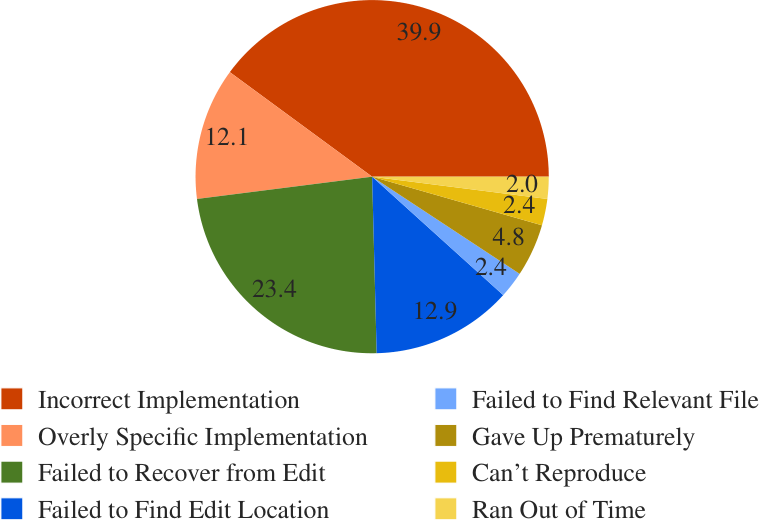 39.9
12.1
2.0
2.4
4.8
2.4
23.4
12.9
Incorrect Implementation
Overly Specific Implementation
Failed to Recover from Edit
Failed to Find Edit Location
Failed to Find Relevant File
Gave Up Prematurely
Can’t Reproduce
Ran Out of Time